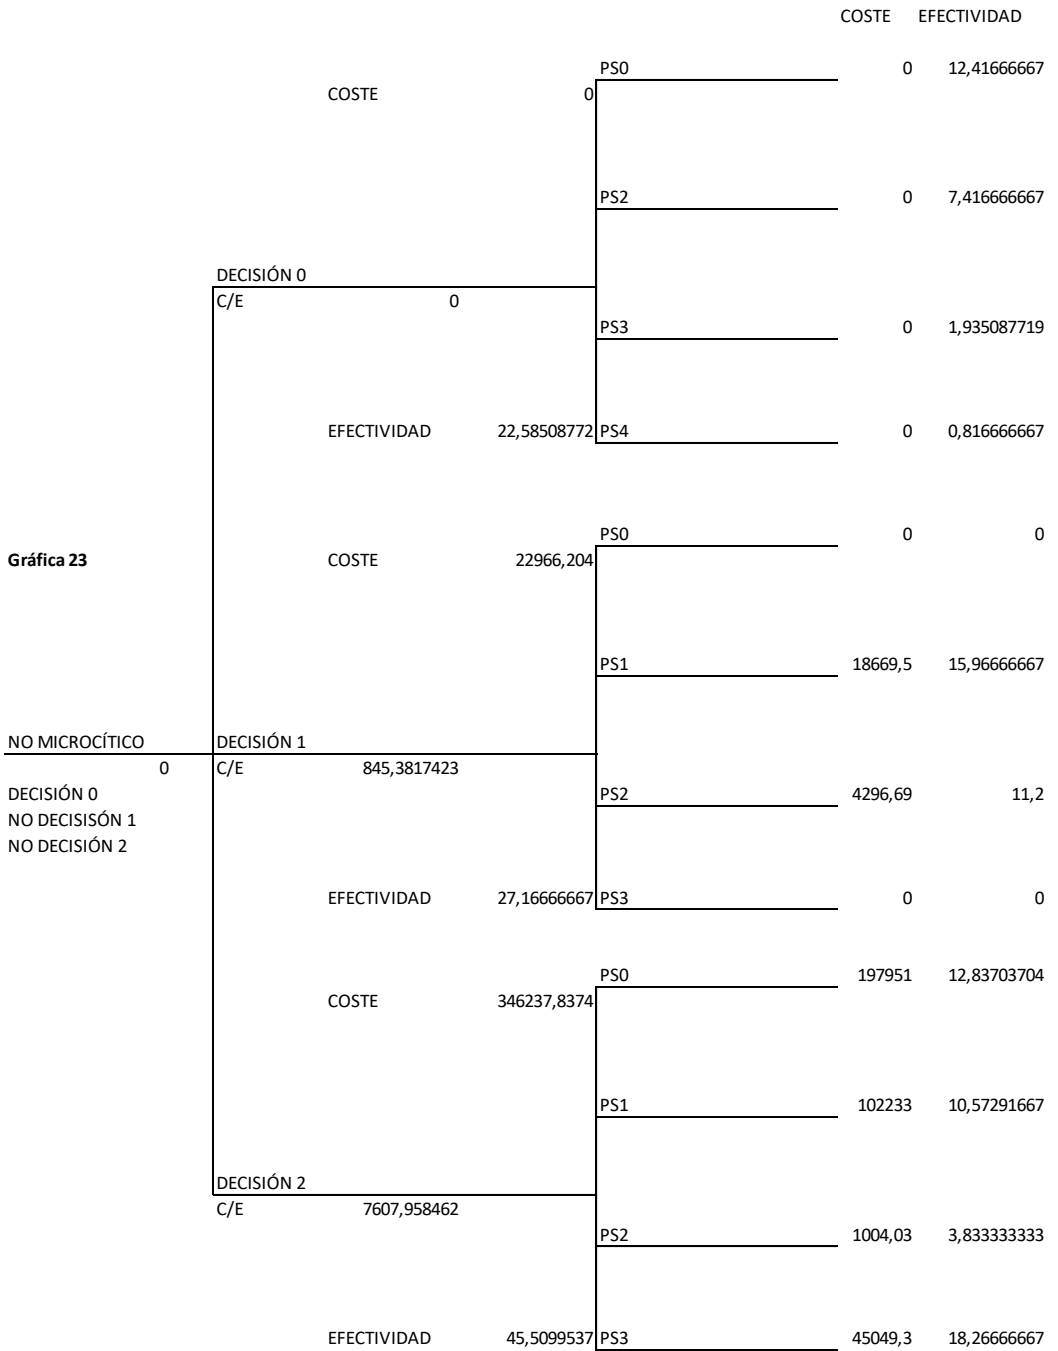 COSTE EFECTIVIDAD
PS0 0 12,41666667
COSTE 0
PS2 0 7,416666667
DECISIÓN 0
C/E 0
PS3 0 1,935087719
EFECTIVIDAD 22,58508772 PS4 0 0,816666667
PS0 0 0
Gráfica 23 COSTE 22966,204
PS1 18669,5 15,96666667
NO MICROCÍTICO DECISIÓN 1
0 C/E 845,3817423
DECISIÓN 0 PS2 4296,69 11,2
NO DECISISÓN 1
NO DECISIÓN 2
EFECTIVIDAD 27,16666667 PS3 0 0
PS0 197951 12,83703704
COSTE 346237,8374
PS1 102233 10,57291667
DECISIÓN 2
C/E 7607,958462
PS2 1004,03 3,833333333
EFECTIVIDAD 45,5099537 PS3 45049,3 18,26666667